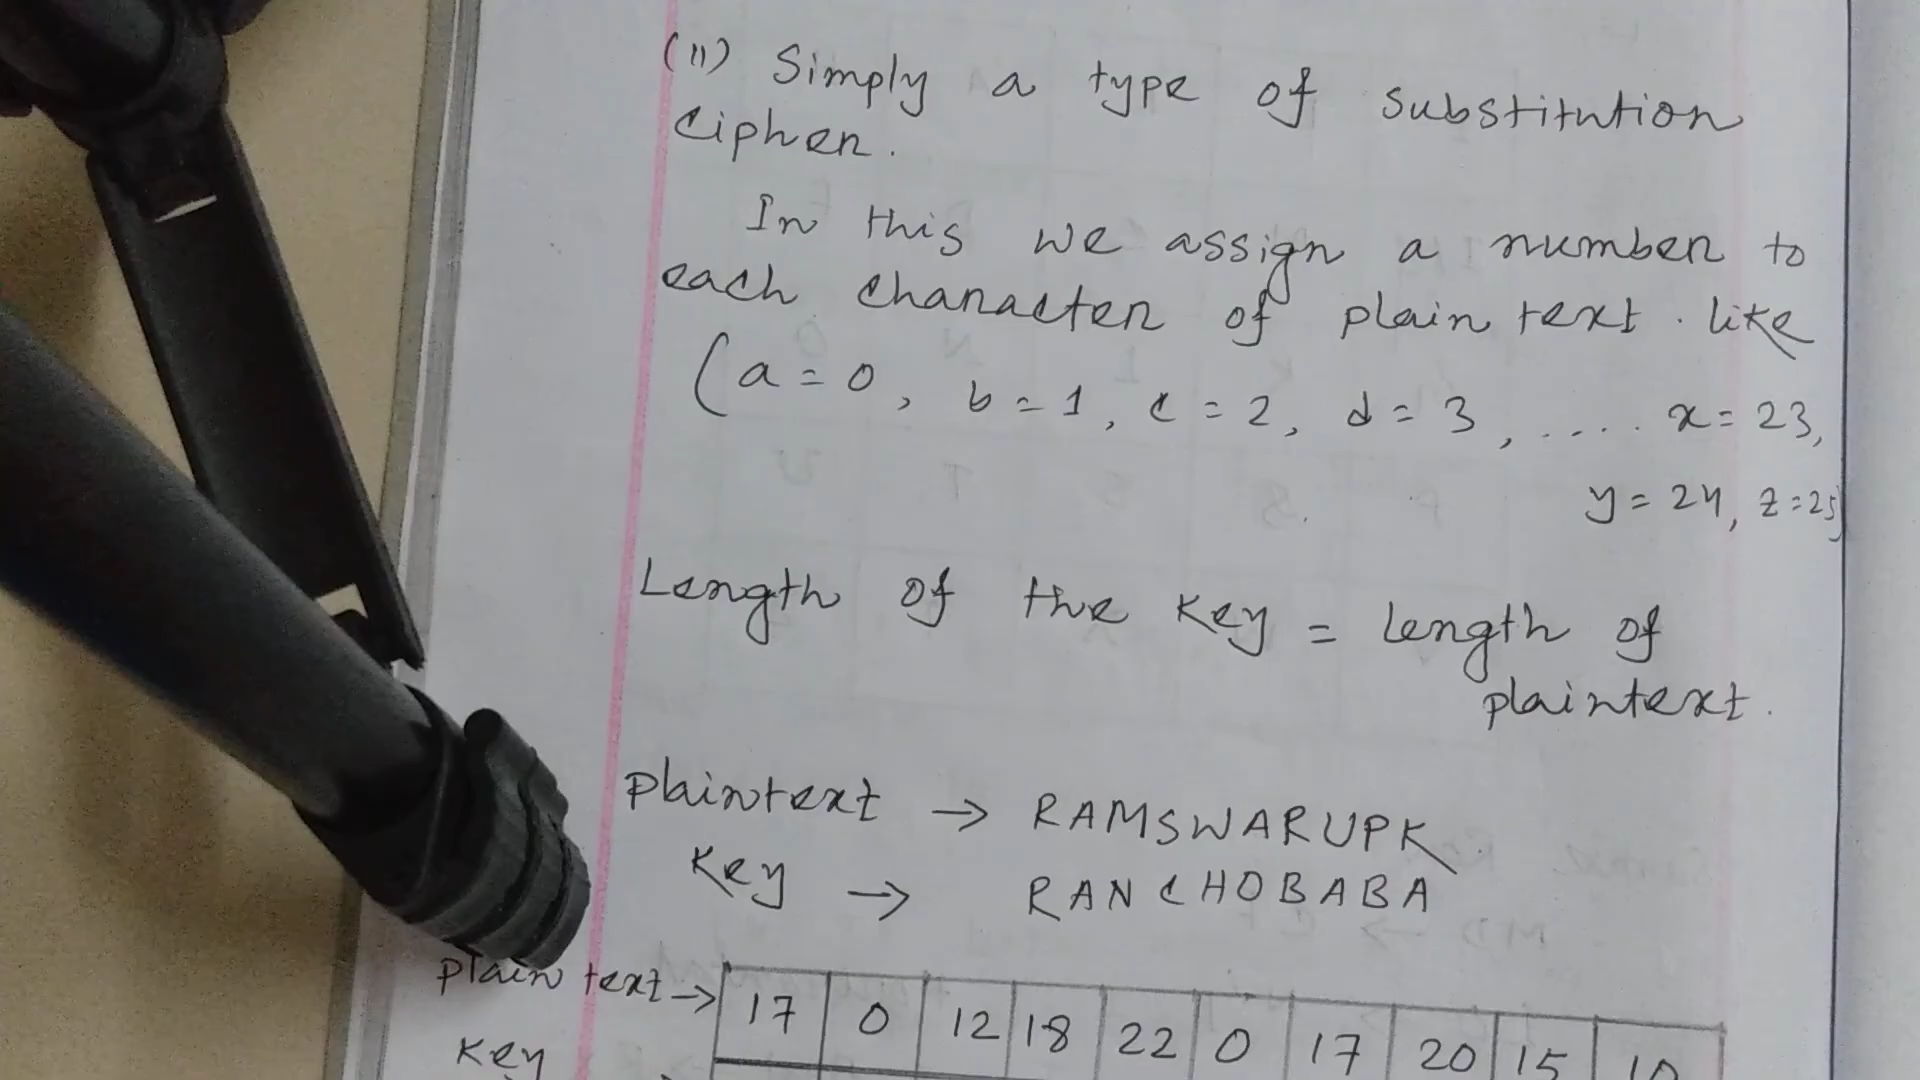 (ii) Simply a type of substitution
cipher.
In this we assign a number to
each character of plain text. like
(a=0, b=1, c=2, d=3, .... x=23,
y=24, z=25)
Length of the key = length of
plaintext.
plaintext → RAMSWARUPK
Key → RANCHOBABA
plain text → 17 0 12 18 22 0 17 20 15 10
Key